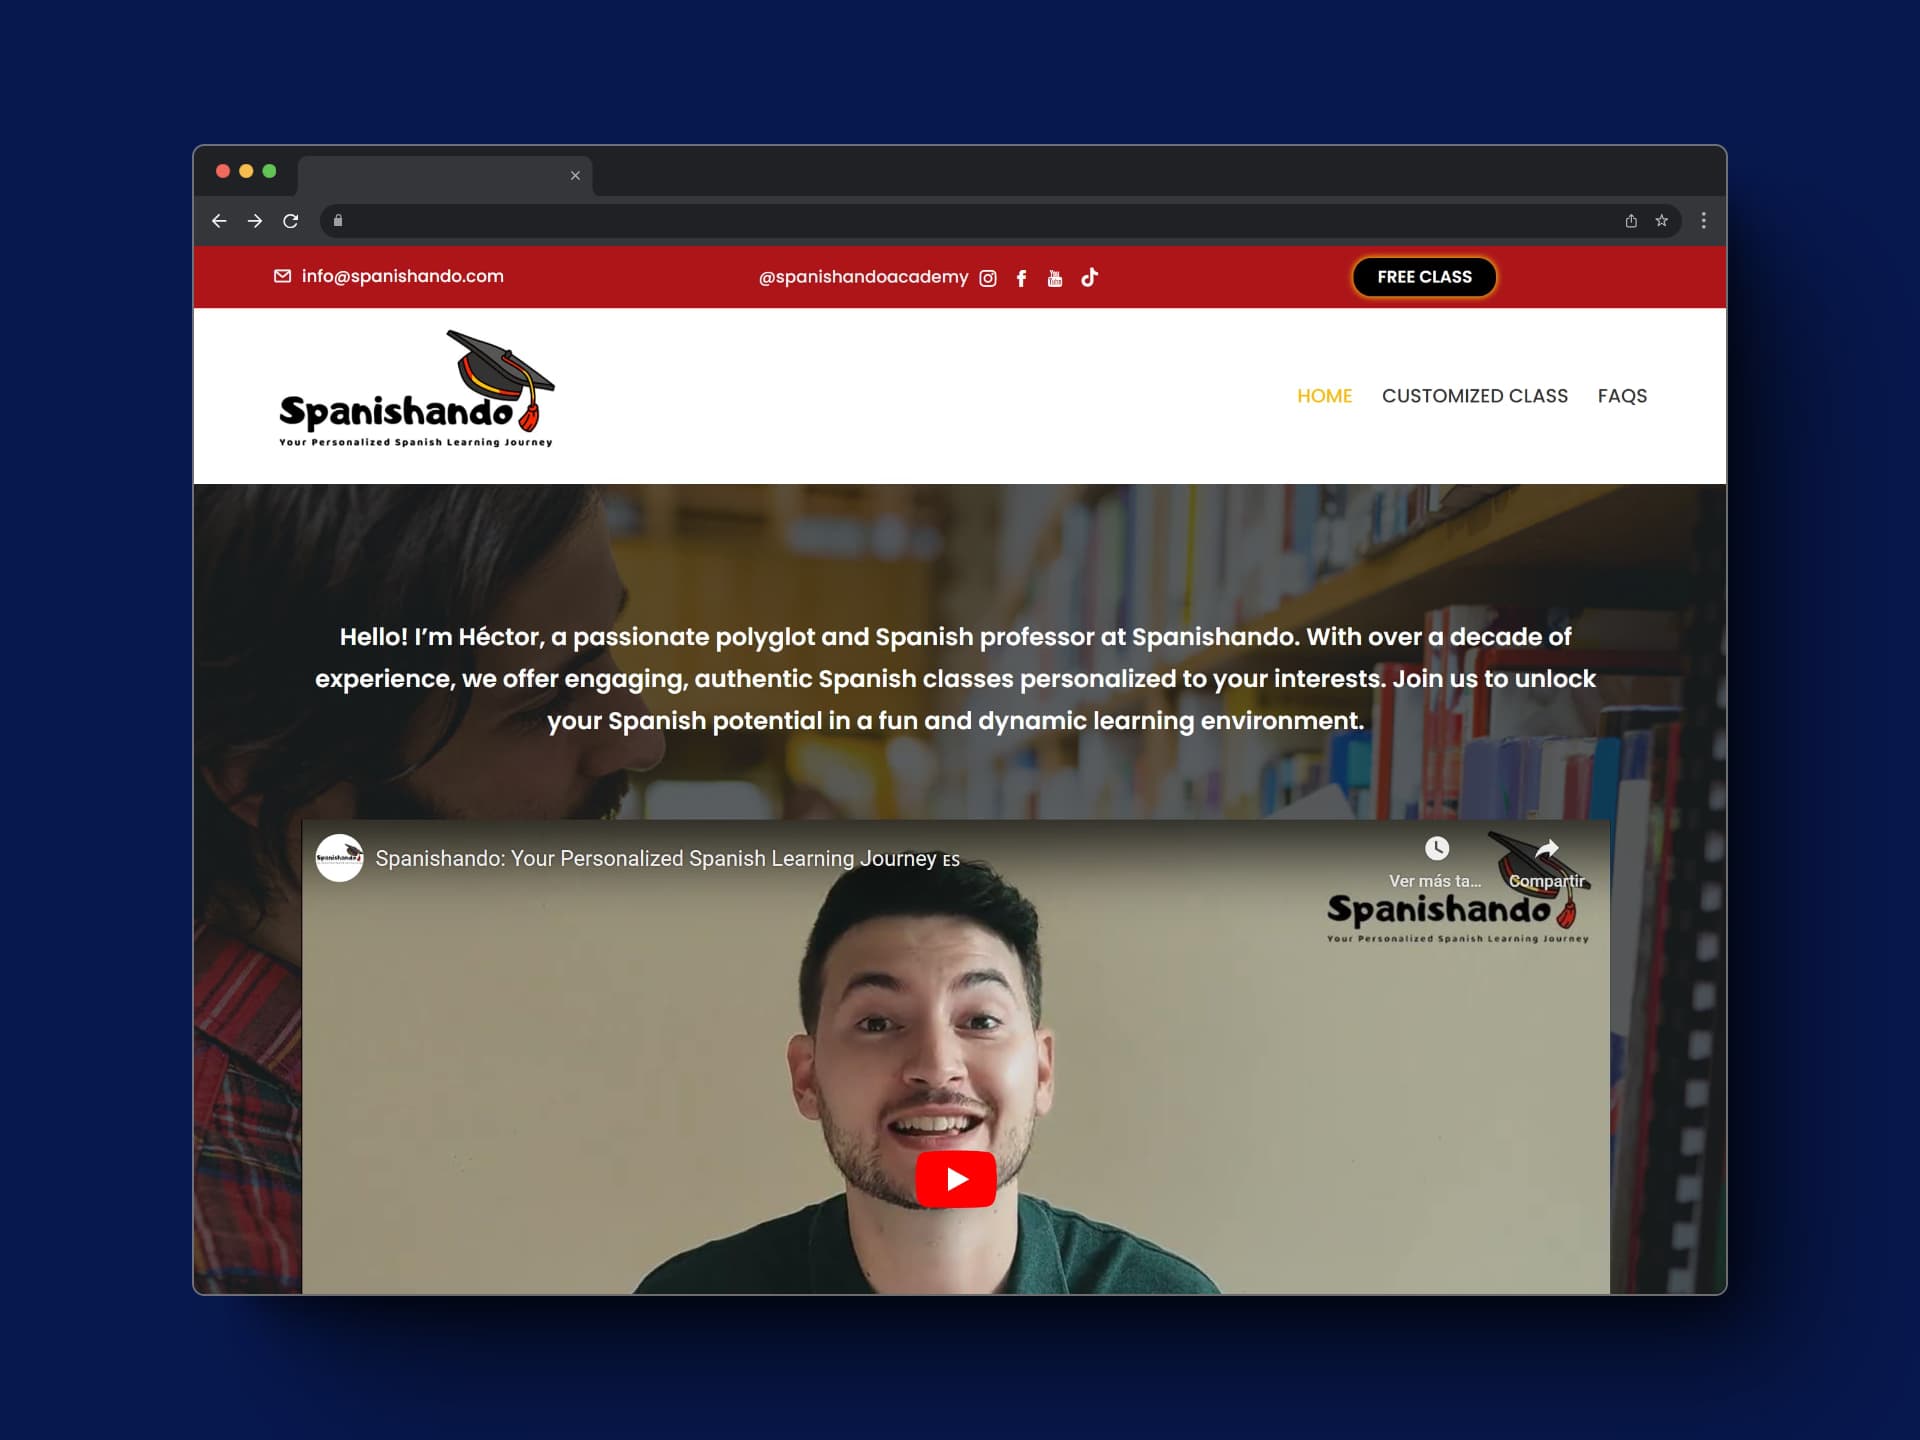 info@spanishando.com
@spanishandoacademy
FREE CLASS
Spanishando
Your Personalized Spanish Learning Journey
HOME
CUSTOMIZED CLASS
FAQS
Hello! I’m Héctor, a passionate polyglot and Spanish professor at Spanishando. With over a decade of
experience, we offer engaging, authentic Spanish classes personalized to your interests. Join us to unlock
your Spanish potential in a fun and dynamic learning environment.
Spanishando
Spanishando: Your Personalized Spanish Learning Journey ES
Ver más ta...
Compartir
Spanishando
Your Personalized Spanish Learning Journey